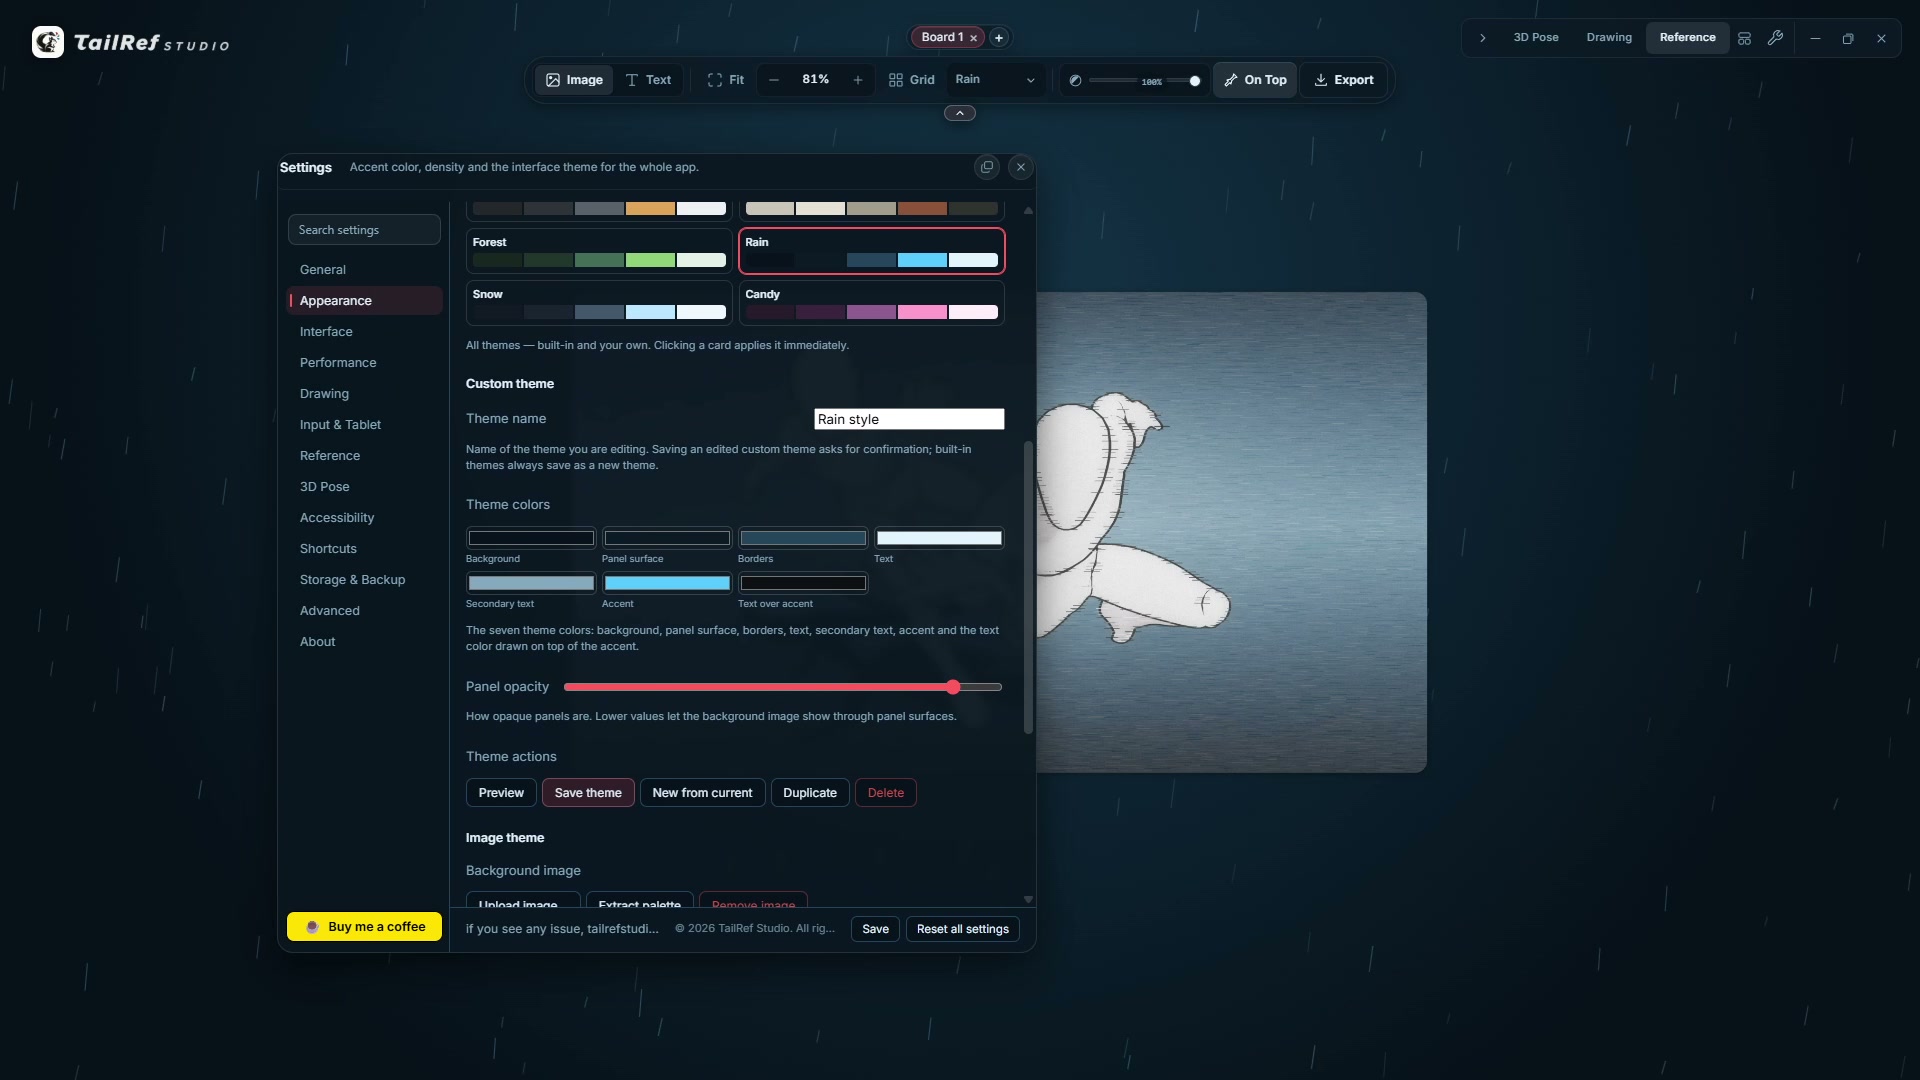 TailRef STUDIO
Board 1
3D Pose
Drawing
Reference
Image
Text
Fit
81%
Grid
Rain
100%
On Top
Export
Settings
Accent color, density and the interface theme for the whole app.
Search settings
General
Appearance
Interface
Performance
Drawing
Input & Tablet
Reference
3D Pose
Accessibility
Shortcuts
Storage & Backup
Advanced
About
Buy me a coffee
Forest
Rain
Snow
Candy
All themes — built-in and your own. Clicking a card applies it immediately.
Custom theme
Theme name
Rain style
Name of the theme you are editing. Saving an edited custom theme asks for confirmation; built-in
themes always save as a new theme.
Theme colors
Background
Panel surface
Borders
Text
Secondary text
Accent
Text over accent
The seven theme colors: background, panel surface, borders, text, secondary text, accent and the text
color drawn on top of the accent.
Panel opacity
How opaque panels are. Lower values let the background image show through panel surfaces.
Theme actions
Preview
Save theme
New from current
Duplicate
Delete
Image theme
Background image
Upload image
Extract palette
Remove image
if you see any issue, tailrefstudi...
© 2026 TailRef Studio. All rig...
Save
Reset all settings